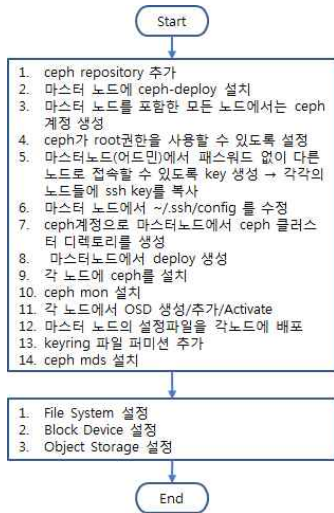 Start
1. ceph repository 추가
2. 마스터 노드에 ceph-deploy 설치
3. 마스터 노드를 포함한 모든 노드에서는 ceph
계정 생성
4. ceph가 root권한을 사용할 수 있도록 설정
5. 마스터노드(어드민)에서 패스워드 없이 다른
노드로 접속할 수 있도록 key 생성 → 각각의
노드들에 ssh key를 복사
6. 마스터 노드에서 ~/.ssh/config 를 수정
7. ceph계정으로 마스터노드에서 ceph 클러스
터 디렉토리를 생성
8. 마스터노드에서 deploy 생성
9. 각 노드에 ceph를 설치
10. ceph mon 설치
11. 각 노드에서 OSD 생성/추가/Activate
12. 마스터 노드의 설정파일을 각노드에 배포
13. keyring 파일 퍼미션 추가
14. ceph mds 설치
1. File System 설정
2. Block Device 설정
3. Object Storage 설정
End